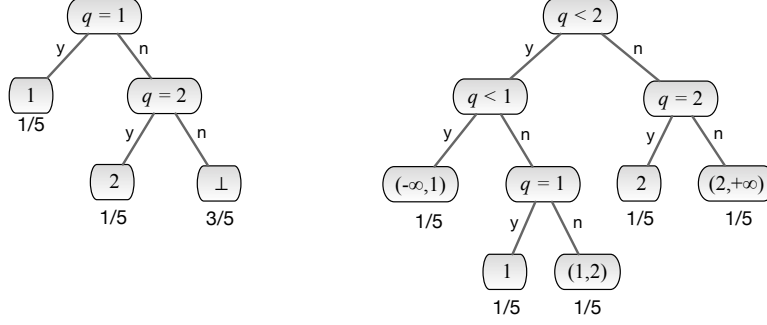 q = 1
y
n
1
1/5
q = 2
y
n
2
1/5
⊥
3/5
q < 2
y
n
q < 1
y
n
(-∞,1)
1/5
q = 1
y
n
1
1/5
(1,2)
1/5
q = 2
y
n
2
1/5
(2,+∞)
1/5